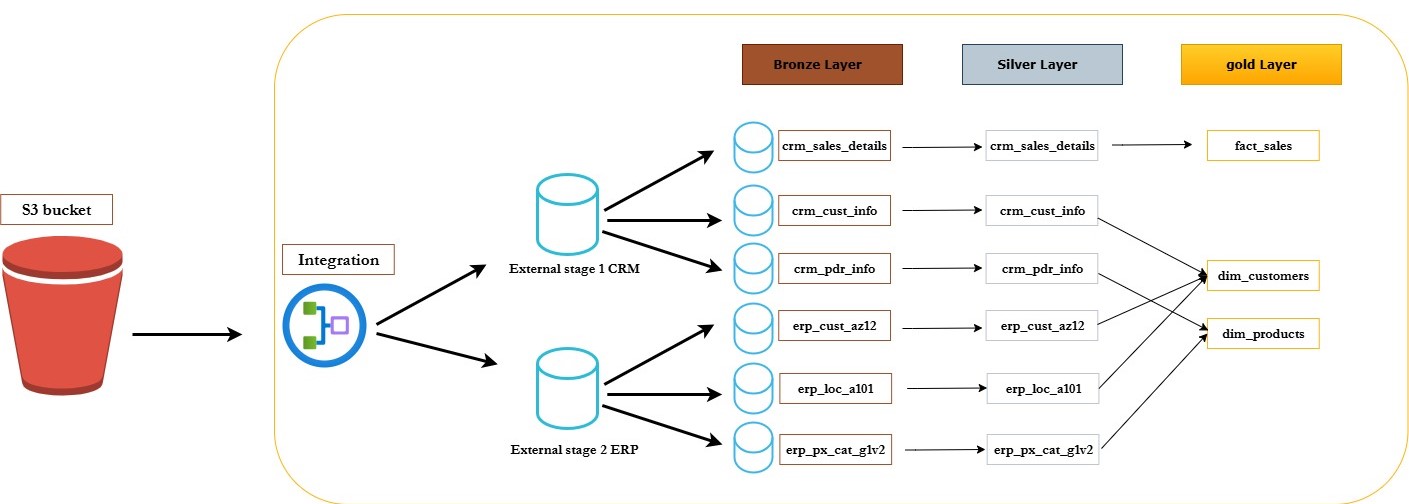 Bronze Layer
Silver Layer
gold Layer
crm_sales_details
crm_sales_details
fact_sales
S3 bucket
crm_cust_info
crm_cust_info
Integration
External stage 1 CRM
crm_pdr_info
crm_pdr_info
dim_customers
erp_cust_az12
erp_cust_az12
dim_products
erp_loc_a101
erp_loc_a101
External stage 2 ERP
erp_px_cat_g1v2
erp_px_cat_g1v2